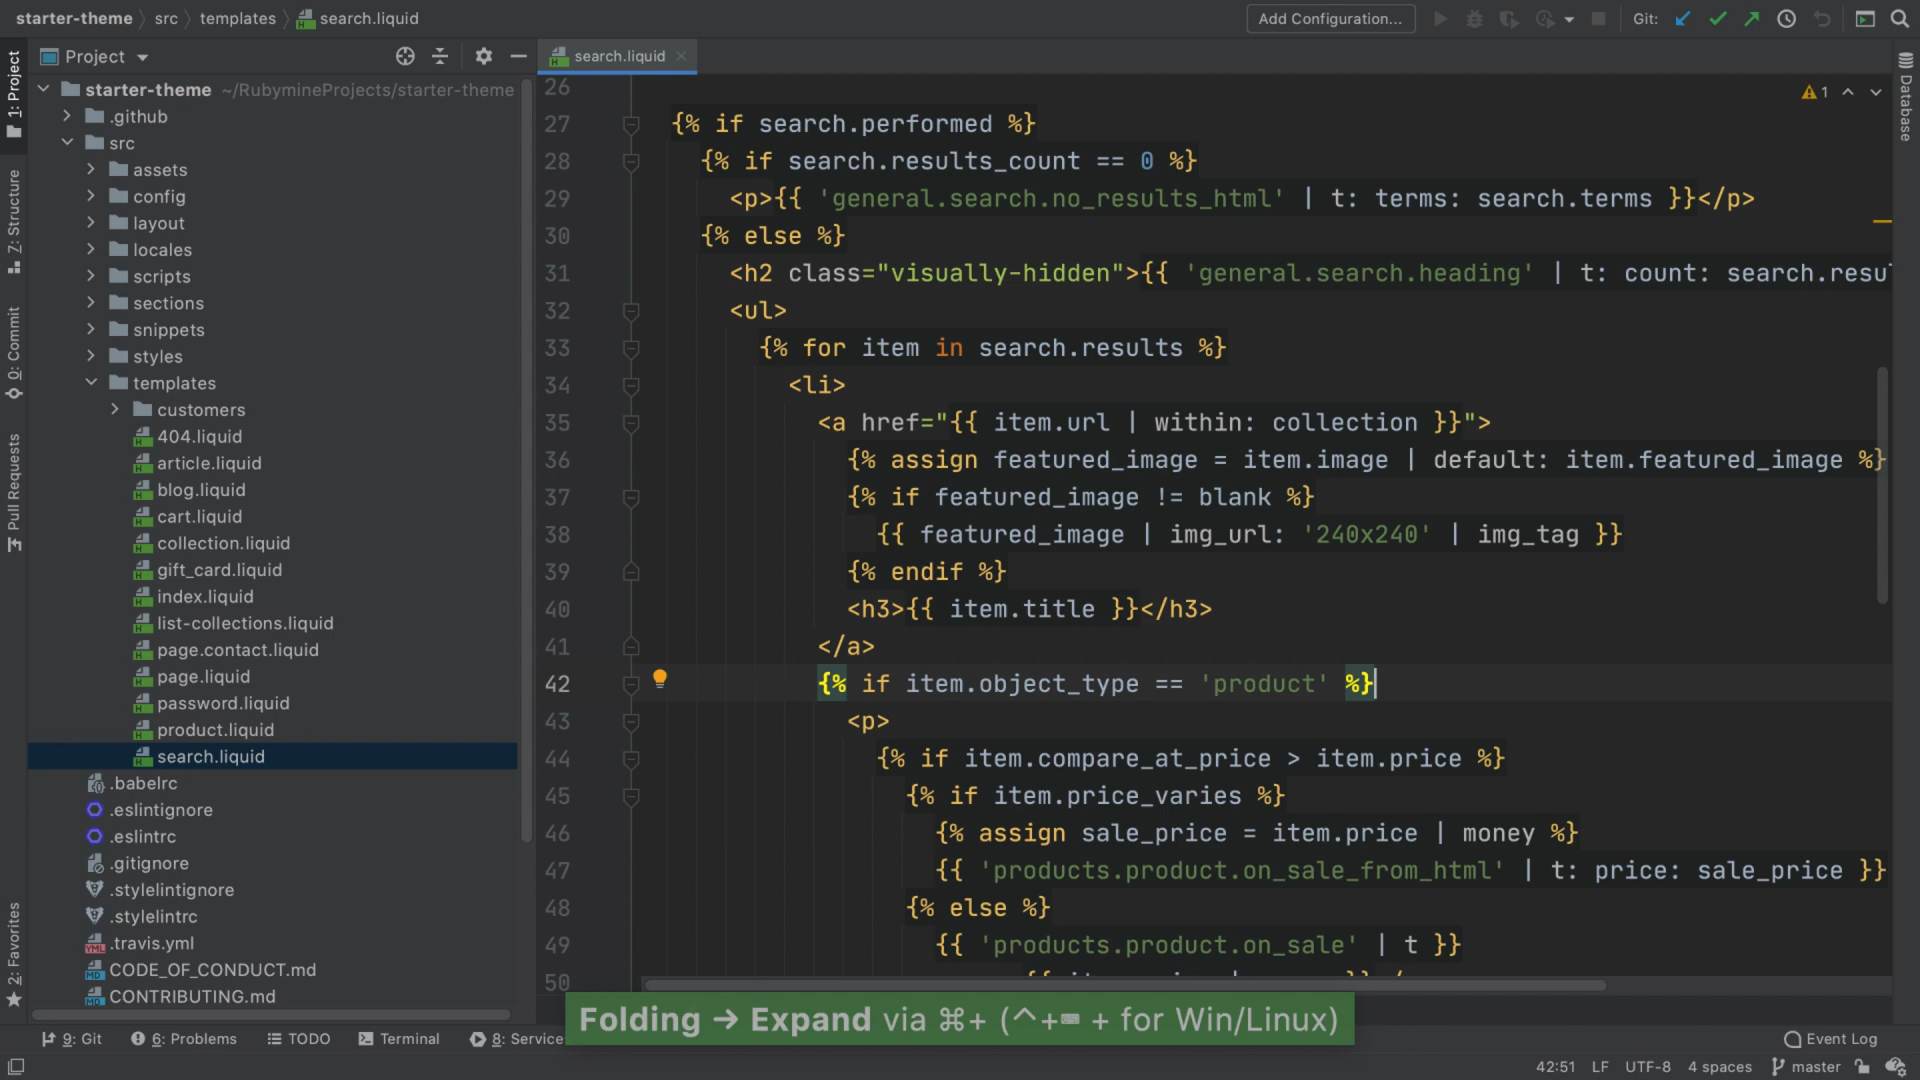 starter-theme src templates search.liquid Add Configuration... Git:
Project search.liquid
1: Project
Z: Structure
0: Commit
Pull Requests
2: Favorites
starter-theme ~/RubymineProjects/starter-theme
.github
src
assets
config
layout
locales
scripts
sections
snippets
styles
templates
customers
404.liquid
article.liquid
blog.liquid
cart.liquid
collection.liquid
gift_card.liquid
index.liquid
list-collections.liquid
page.contact.liquid
page.liquid
password.liquid
product.liquid
search.liquid
.babelrc
.eslintignore
.eslintrc
.gitignore
.stylelintignore
.stylelintrc
.travis.yml
CODE_OF_CONDUCT.md
CONTRIBUTING.md
26
27 {% if search.performed %}
28 {% if search.results_count == 0 %}
29 <p>{{ 'general.search.no_results_html' | t: terms: search.terms }}</p>
30 {% else %}
31 <h2 class="visually-hidden">{{ 'general.search.heading' | t: count: search.resu
32 <ul>
33 {% for item in search.results %}
34 <li>
35 <a href="{{ item.url | within: collection }}">
36 {% assign featured_image = item.image | default: item.featured_image %}
37 {% if featured_image != blank %}
38 {{ featured_image | img_url: '240x240' | img_tag }}
39 {% endif %}
40 <h3>{{ item.title }}</h3>
41 </a>
42 {% if item.object_type == 'product' %}
43 <p>
44 {% if item.compare_at_price > item.price %}
45 {% if item.price_varies %}
46 {% assign sale_price = item.price | money %}
47 {{ 'products.product.on_sale_from_html' | t: price: sale_price }}
48 {% else %}
49 {{ 'products.product.on_sale' | t }}
50
1
Database
Folding → Expand via ⌘+ (^+⌨ + for Win/Linux)
9: Git 6: Problems TODO Terminal 8: Service Event Log
42:51 LF UTF-8 4 spaces master